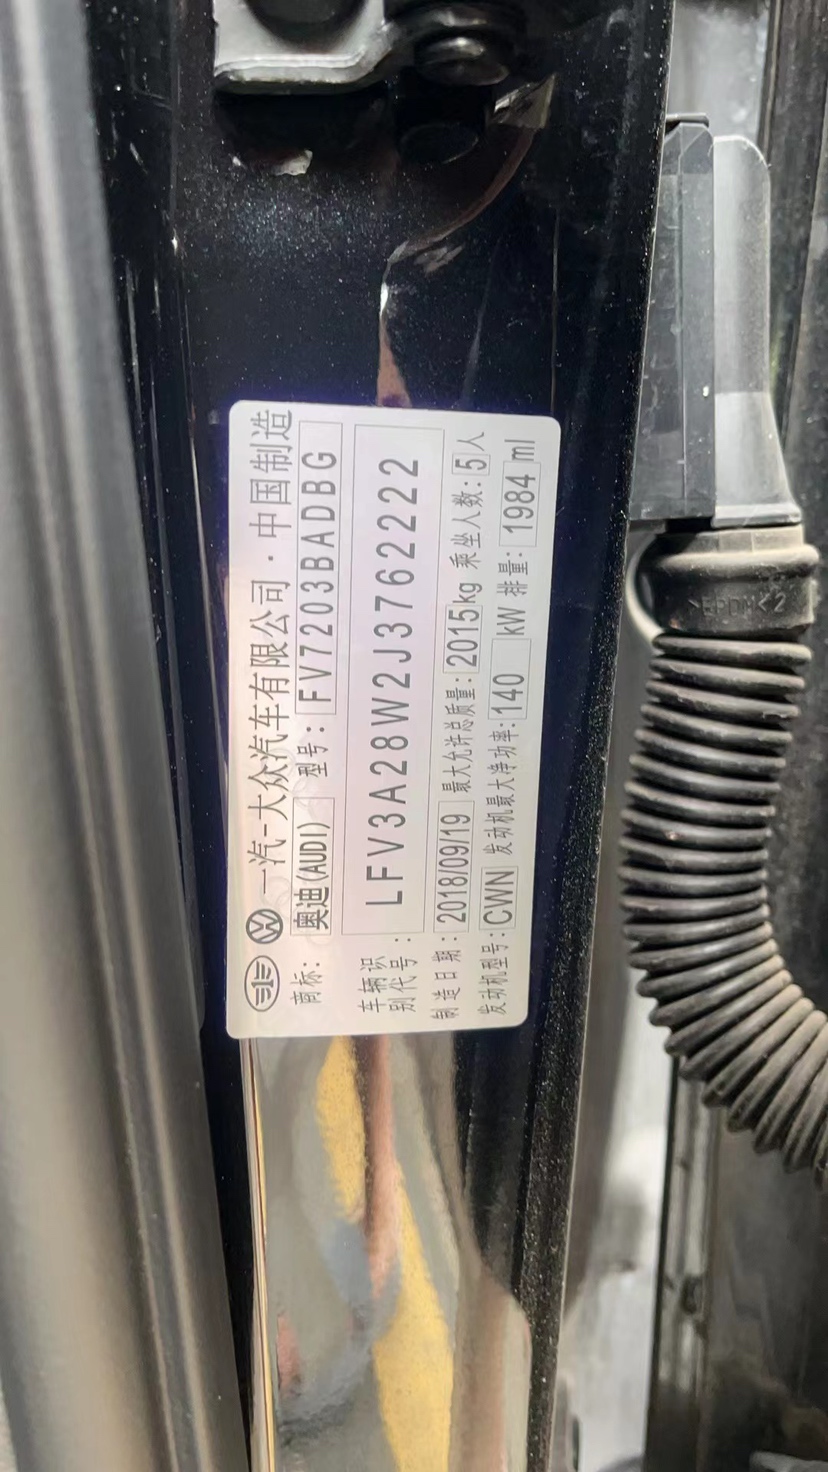 一汽-大众汽车有限公司·中国制造
商标: 奥迪(AUDI) 型号: FV7203BADBG
车辆识别代号: LFV3A28W2J3762222
制造日期: 2018/09/19 最大允许总质量: 2015kg 乘坐人数: 5人
发动机型号: CWN 发动机最大净功率: 140 kW 排量: 1984 ml
>EPDM<2